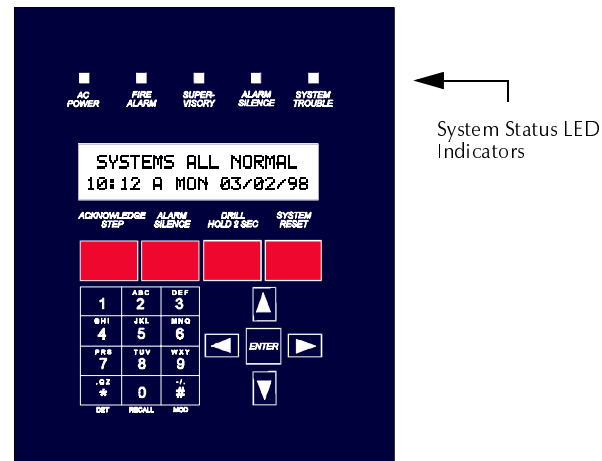 AC POWER
FIRE ALARM
SUPER-VISORY
ALARM SILENCE
SYSTEM TROUBLE
System Status LED
Indicators
SYSTEMS ALL NORMAL
10:12 A MON 03/02/98
ACKNOWLEDGE STEP
ALARM SILENCE
DRILL HOLD 2 SEC
SYSTEM RESET
1
ABC 2
DEF 3
GHI 4
JKL 5
MNO 6
PRS 7
TUV 8
WXY 9
.QZ *
0
-/. #
DET
RECALL
MOD
ENTER